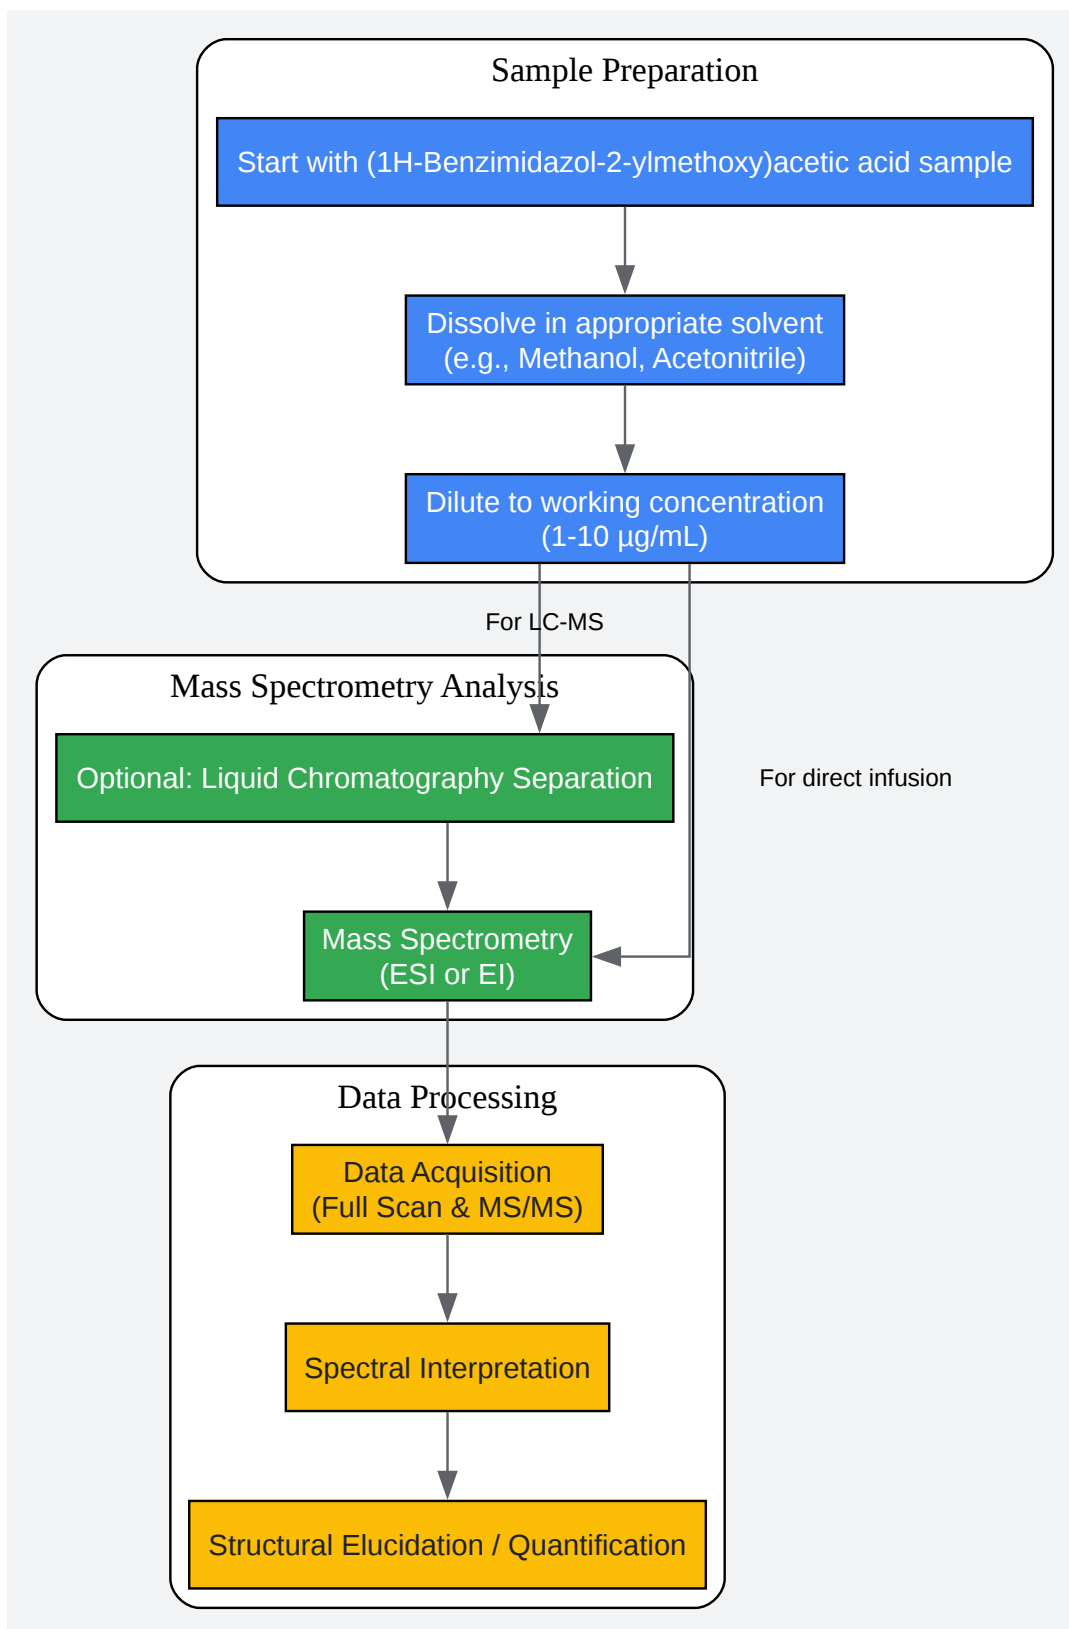 Sample Preparation
Start with (1H-Benzimidazol-2-ylmethoxy)acetic acid sample
Dissolve in appropriate solvent
(e.g., Methanol, Acetonitrile)
Dilute to working concentration
(1-10 µg/mL)
For LC-MS
Mass Spectrometry Analysis
Optional: Liquid Chromatography Separation
For direct infusion
Mass Spectrometry
(ESI or EI)
Data Processing
Data Acquisition
(Full Scan & MS/MS)
Spectral Interpretation
Structural Elucidation / Quantification